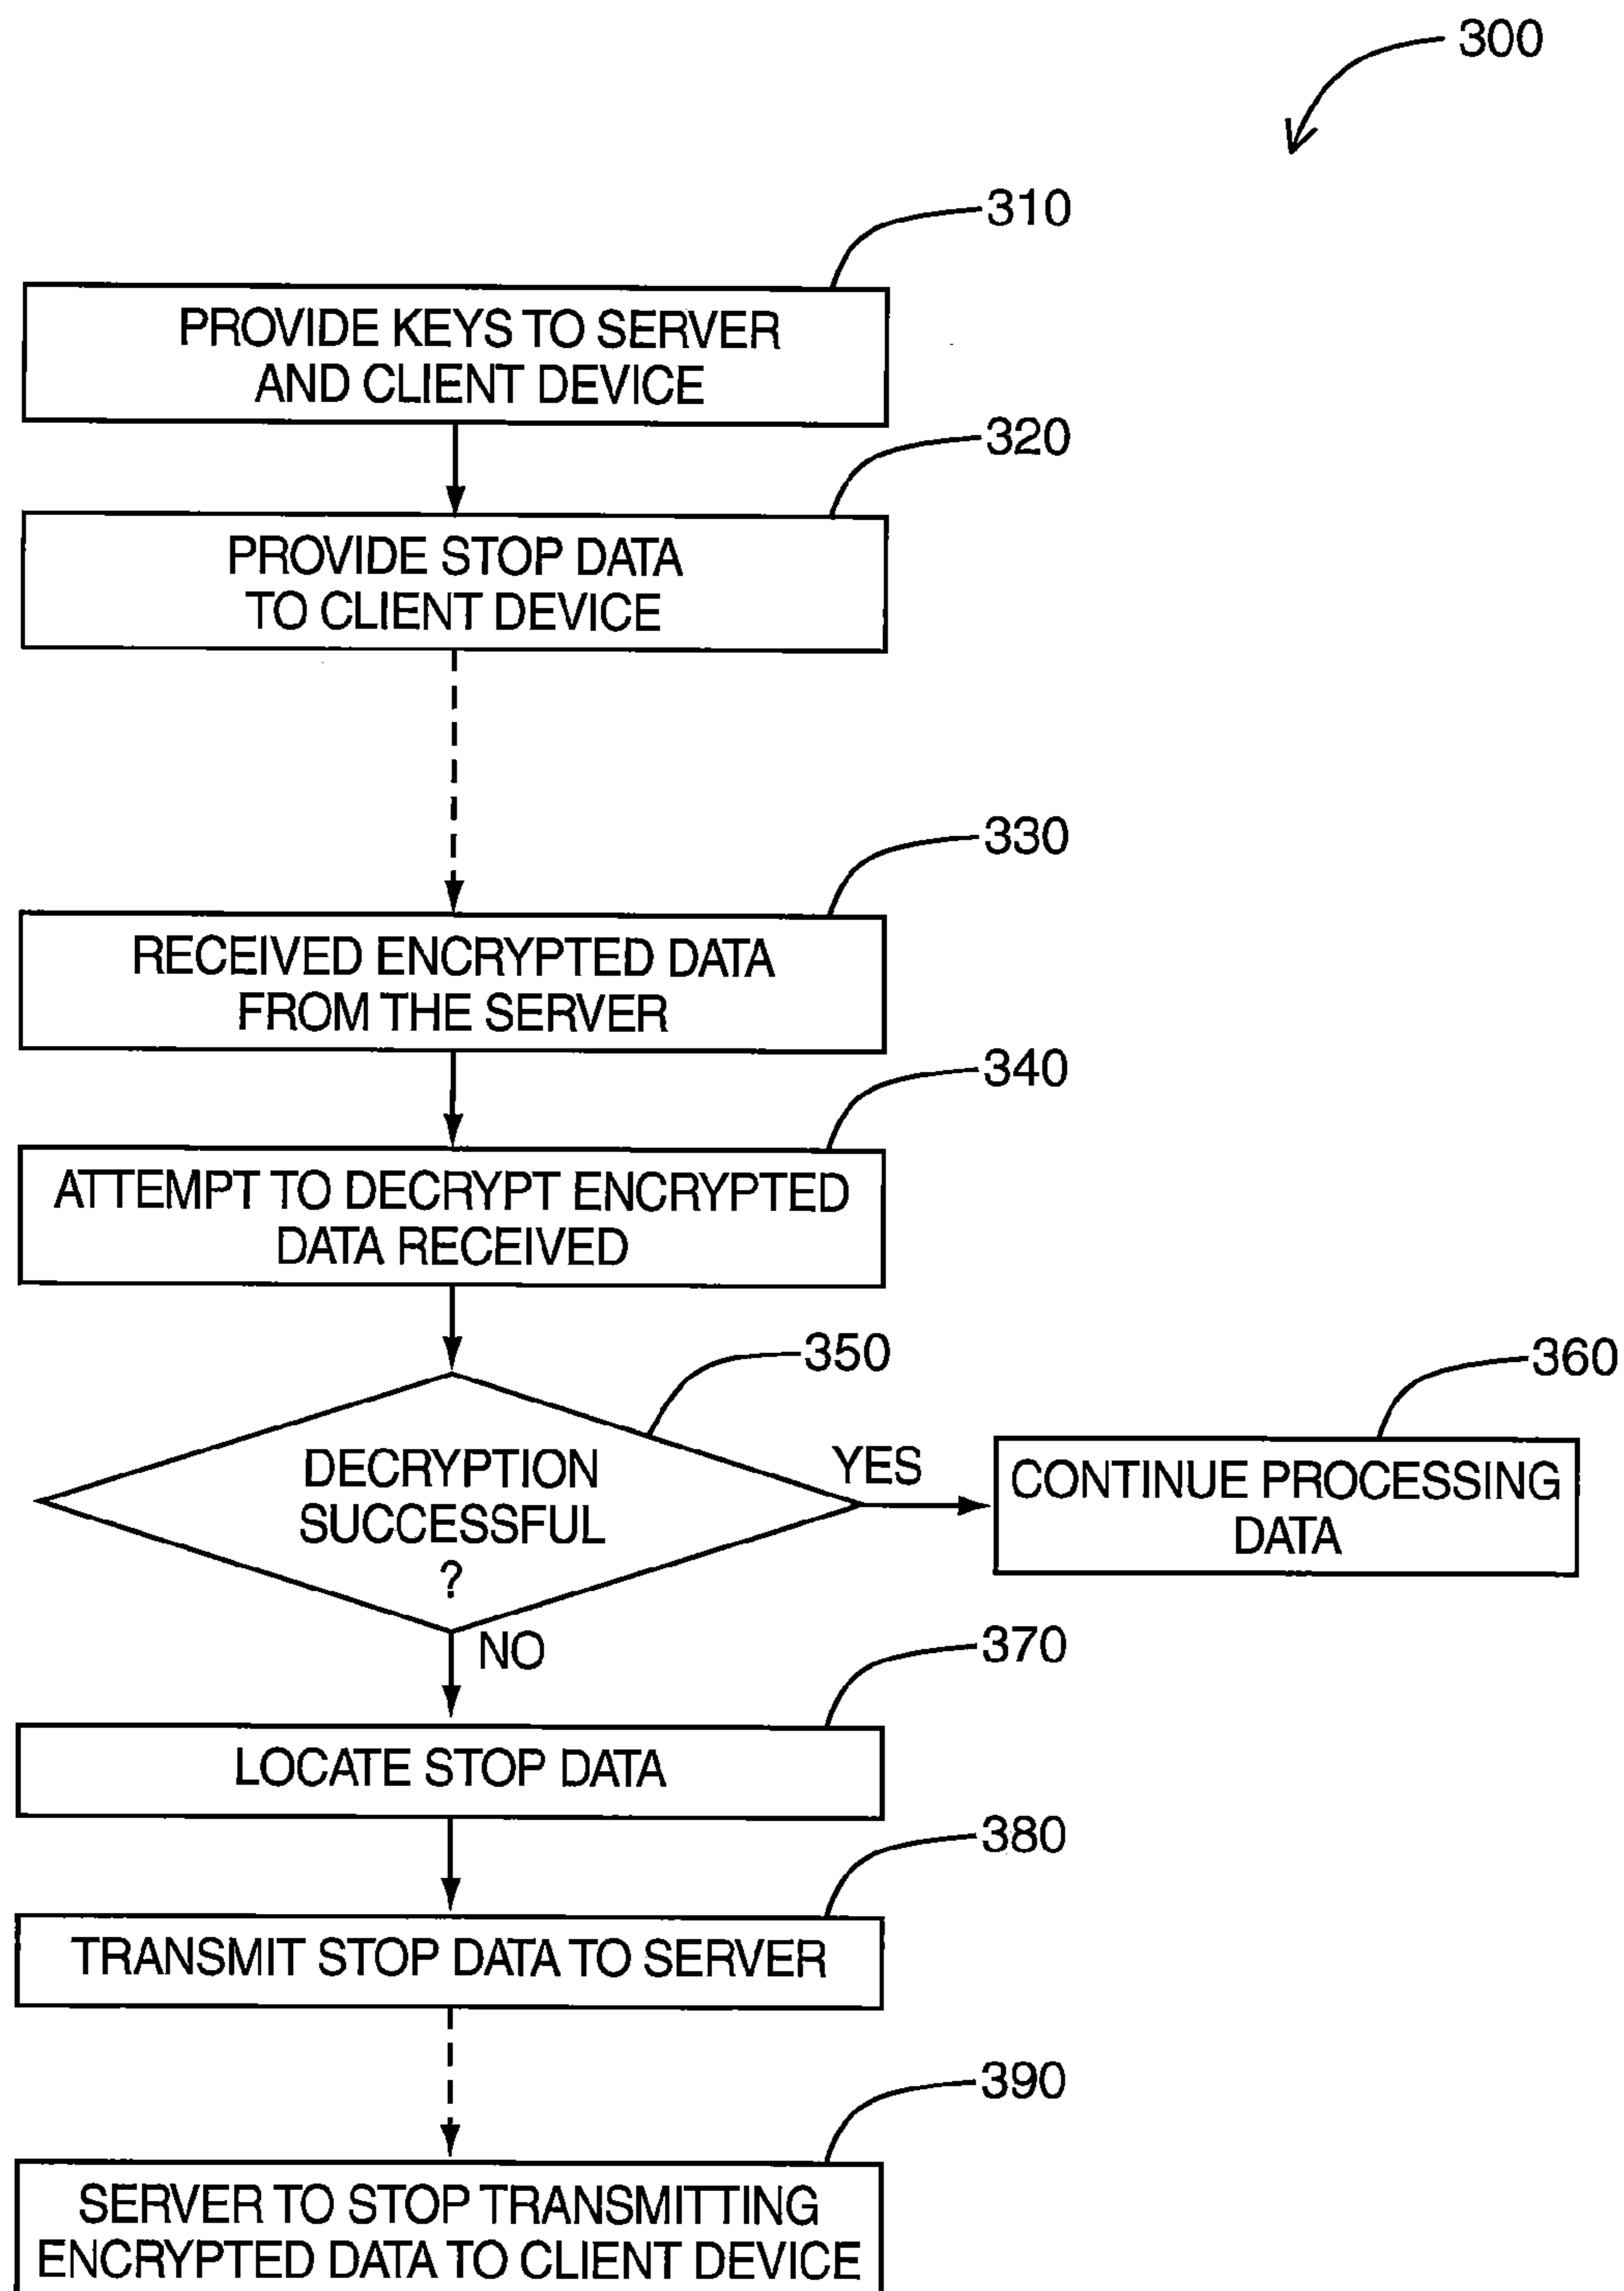 300
310
PROVIDE KEYS TO SERVER
AND CLIENT DEVICE
320
PROVIDE STOP DATA
TO CLIENT DEVICE
330
RECEIVED ENCRYPTED DATA
FROM THE SERVER
340
ATTEMPT TO DECRYPT ENCRYPTED
DATA RECEIVED
350
DECRYPTION
SUCCESSFUL
?
YES
360
CONTINUE PROCESSING
DATA
NO
370
LOCATE STOP DATA
380
TRANSMIT STOP DATA TO SERVER
390
SERVER TO STOP TRANSMITTING
ENCRYPTED DATA TO CLIENT DEVICE